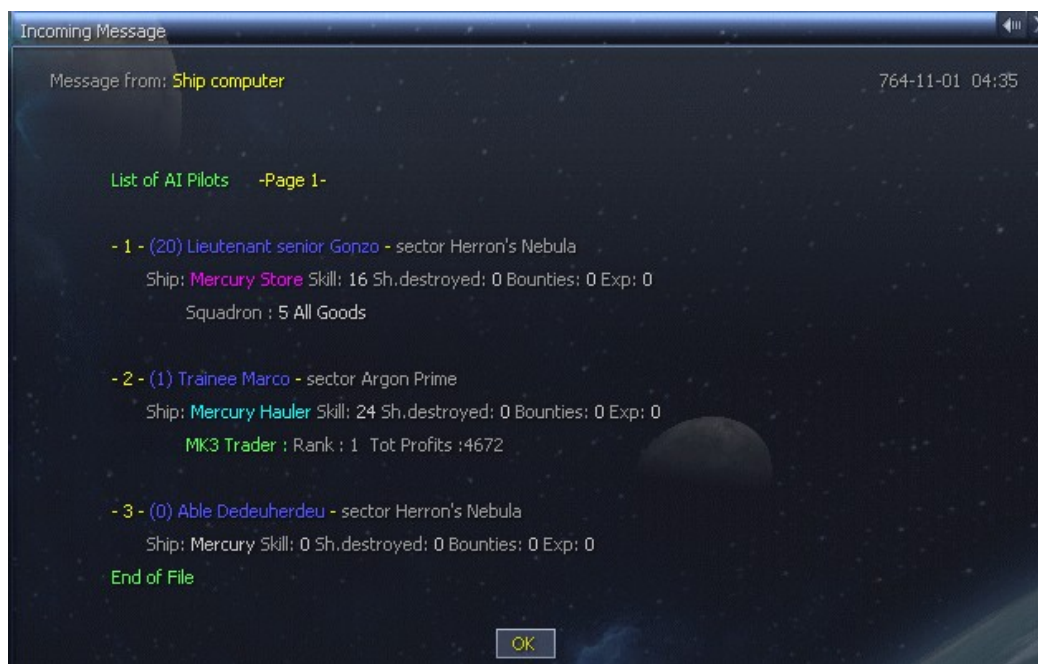 Incoming Message
Message from: Ship computer 764-11-01 04:35
List of AI Pilots -Page 1-
- 1 - (20) Lieutenant senior Gonzo - sector Herron's Nebula
Ship: Mercury Store Skill: 16 Sh.destroyed: 0 Bounties: 0 Exp: 0
Squadron : 5 All Goods
- 2 - (1) Trainee Marco - sector Argon Prime
Ship: Mercury Hauler Skill: 24 Sh.destroyed: 0 Bounties: 0 Exp: 0
MK3 Trader : Rank : 1 Tot Profits :4672
- 3 - (0) Able Dedeuherdeu - sector Herron's Nebula
Ship: Mercury Skill: 0 Sh.destroyed: 0 Bounties: 0 Exp: 0
End of File
OK